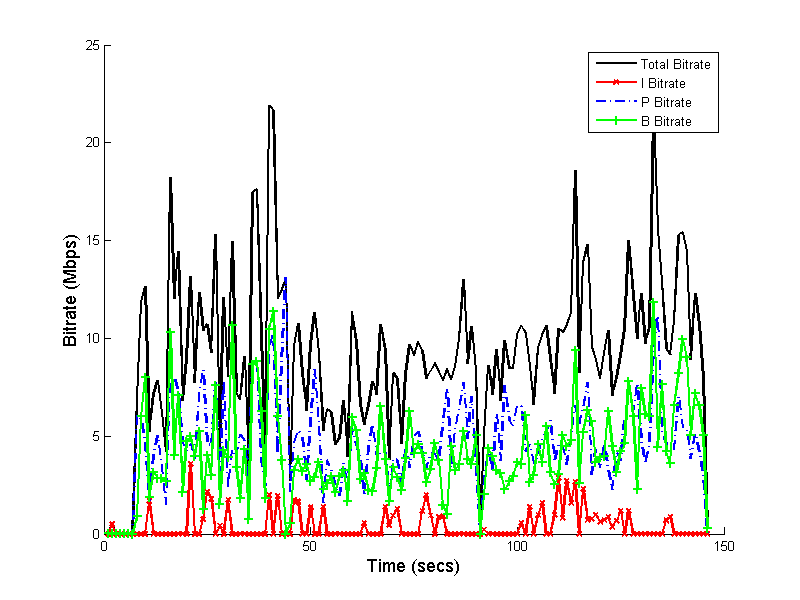 25
20
15
10
5
0
0
50
100
150
Bitrate (Mbps)
Time (secs)
Total Bitrate
I Bitrate
P Bitrate
B Bitrate